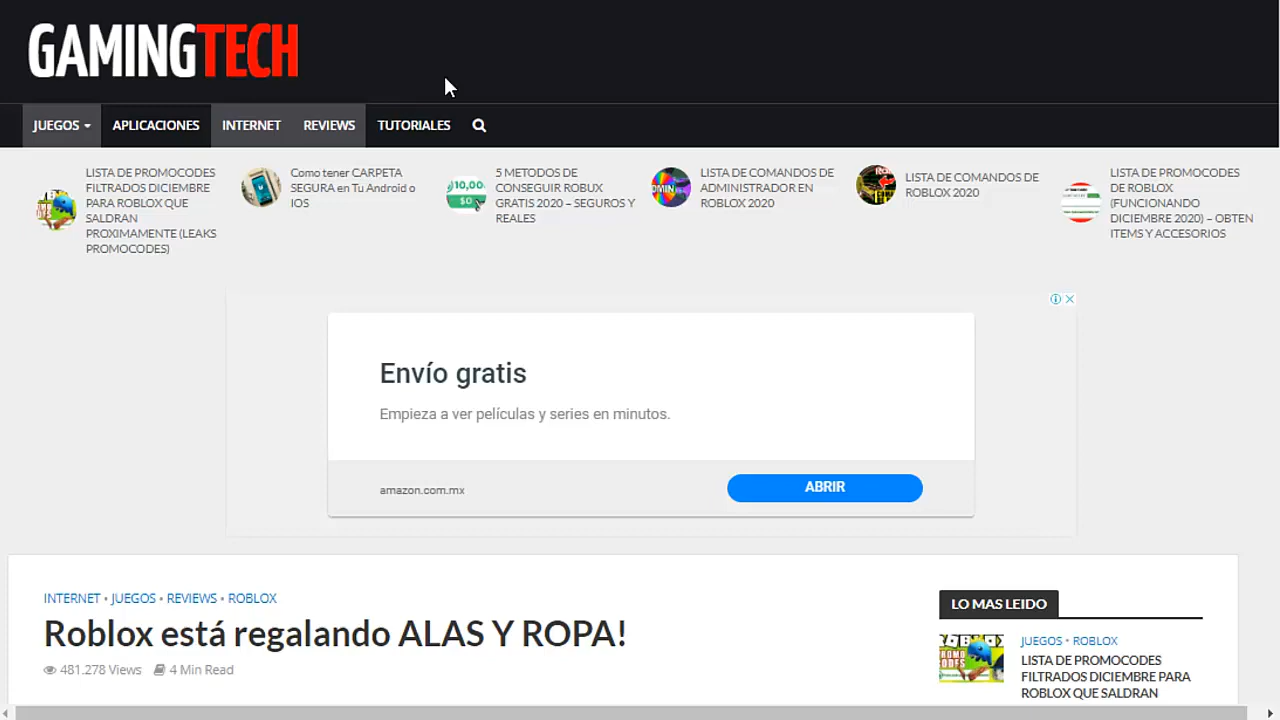 GAMINGTECH
JUEGOS
APLICACIONES
INTERNET
REVIEWS
TUTORIALES
LISTA DE PROMOCODES
FILTRADOS DICIEMBRE
PARA ROBLOX QUE
SALDRAN
PROXIMAMENTE (LEAKS
PROMOCODES)
Como tener CARPETA
SEGURA en Tu Android o
IOS
10,00
$0
5 METODOS DE
CONSEGUIR ROBUX
GRATIS 2020 – SEGUROS Y
REALES
DMIN
LISTA DE COMANDOS DE
ADMINISTRADOR EN
ROBLOX 2020
LISTA DE COMANDOS DE
ROBLOX 2020
LISTA DE PROMOCODES
DE ROBLOX
(FUNCIONANDO
DICIEMBRE 2020) – OBTEN
ITEMS Y ACCESORIOS
Envío gratis
Empieza a ver películas y series en minutos.
amazon.com.mx
ABRIR
INTERNET • JUEGOS • REVIEWS • ROBLOX
Roblox está regalando ALAS Y ROPA!
481.278 Views 4 Min Read
LO MAS LEIDO
JUEGOS • ROBLOX
LISTA DE PROMOCODES
FILTRADOS DICIEMBRE PARA
ROBLOX QUE SALDRAN